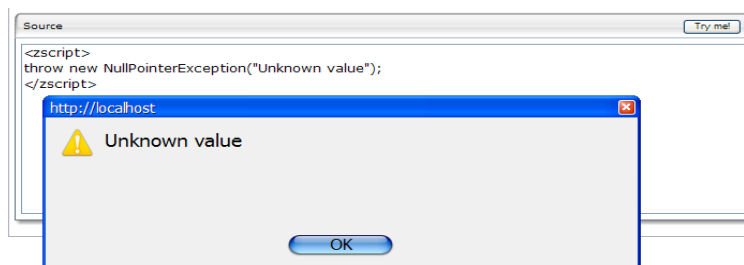 Source
Try me!
<zscript>
throw new NullPointerException("Unknown value");
</zscript>
http://localhost
Unknown value
OK